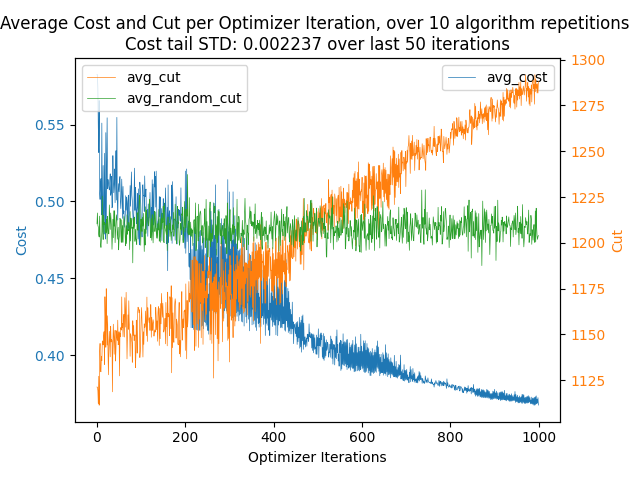 Average Cost and Cut per Optimizer Iteration, over 10 algorithm repetitions
Cost tail STD: 0.002237 over last 50 iterations
avg_cut
avg_random_cut
avg_cost
Cost
0.55
0.50
0.45
0.40
1300
1275
1250
1225
1200
1175
1150
1125
Cut
0
200
400
600
800
1000
Optimizer Iterations